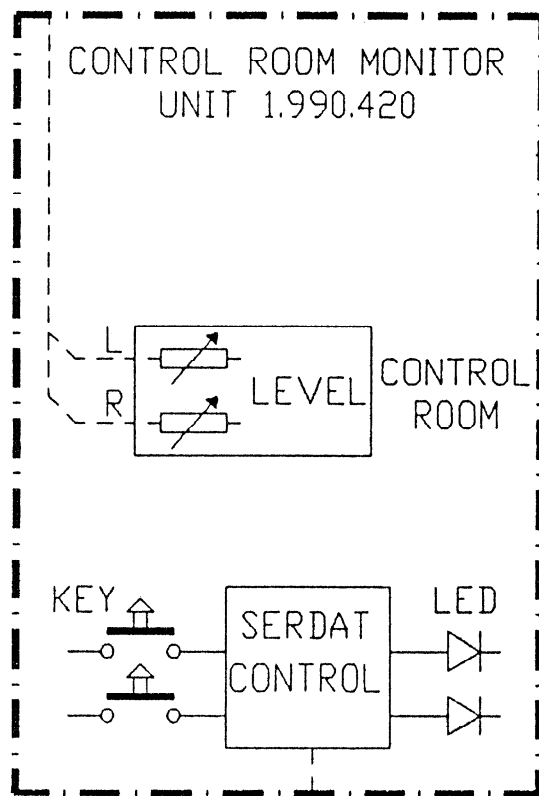 CONTROL ROOM MONITOR
UNIT 1.990.420
L
R
LEVEL
CONTROL
ROOM
KEY
SERDAT
CONTROL
LED